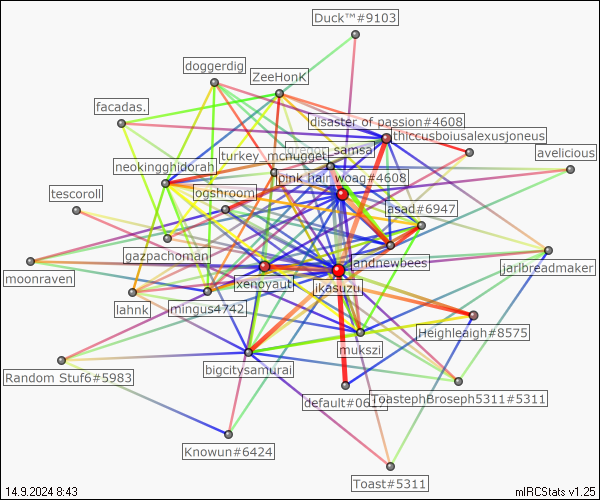 Duck™#9103
doggerdig
ZeeHonK
facadas.
disaster of passion#4608
thiccusboiusalexusjoneus
turkey_mcnugget
samsa
avelicious
neokingghidorah
pink hair woag#4608
tescoroll
ogshroom
asad#6947
gazpachoman
landnewbees
moonraven
xenoyaut
jarlbreadmaker
ikasuzu
lahnk
mingus4742
Heighleaigh#8575
mukszi
bigcitysamurai
Random Stuf6#5983
default#0612
ToastephBroseph5311#5311
Knowun#6424
Toast#5311
14.9.2024 8:43
mIRCStats v1.25